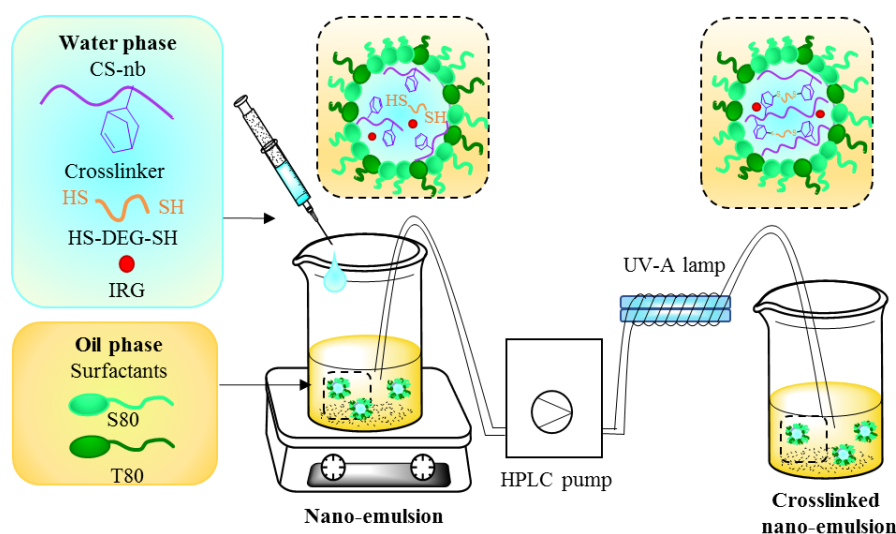 Water phase
CS-nb
Crosslinker
HS
SH
HS-DEG-SH
IRG
Oil phase
Surfactants
S80
T80
HS
SH
Nano-emulsion
HPLC pump
UV-A lamp
Crosslinked
nano-emulsion